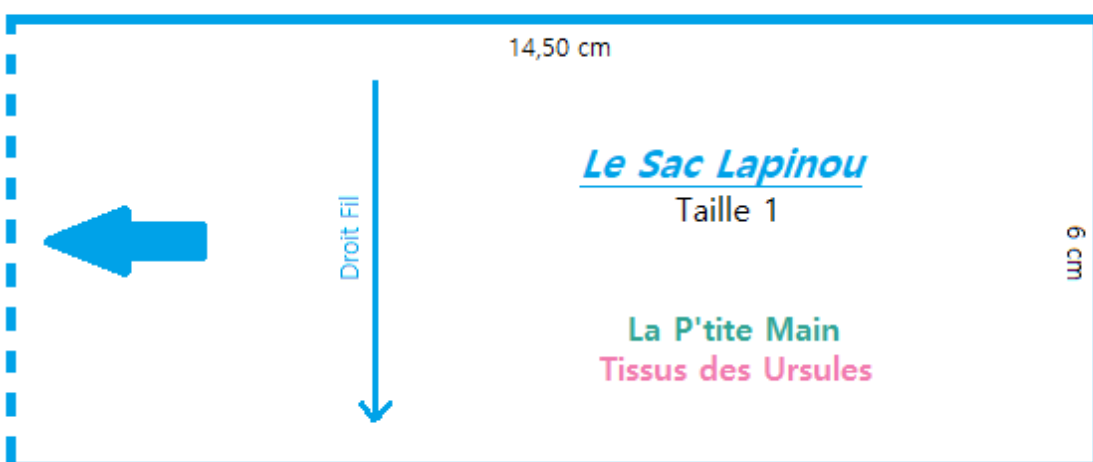 14,50 cm
Le Sac Lapinou
Taille 1
Droit Fil
6 cm
La P'tite Main
Tissus des Ursules